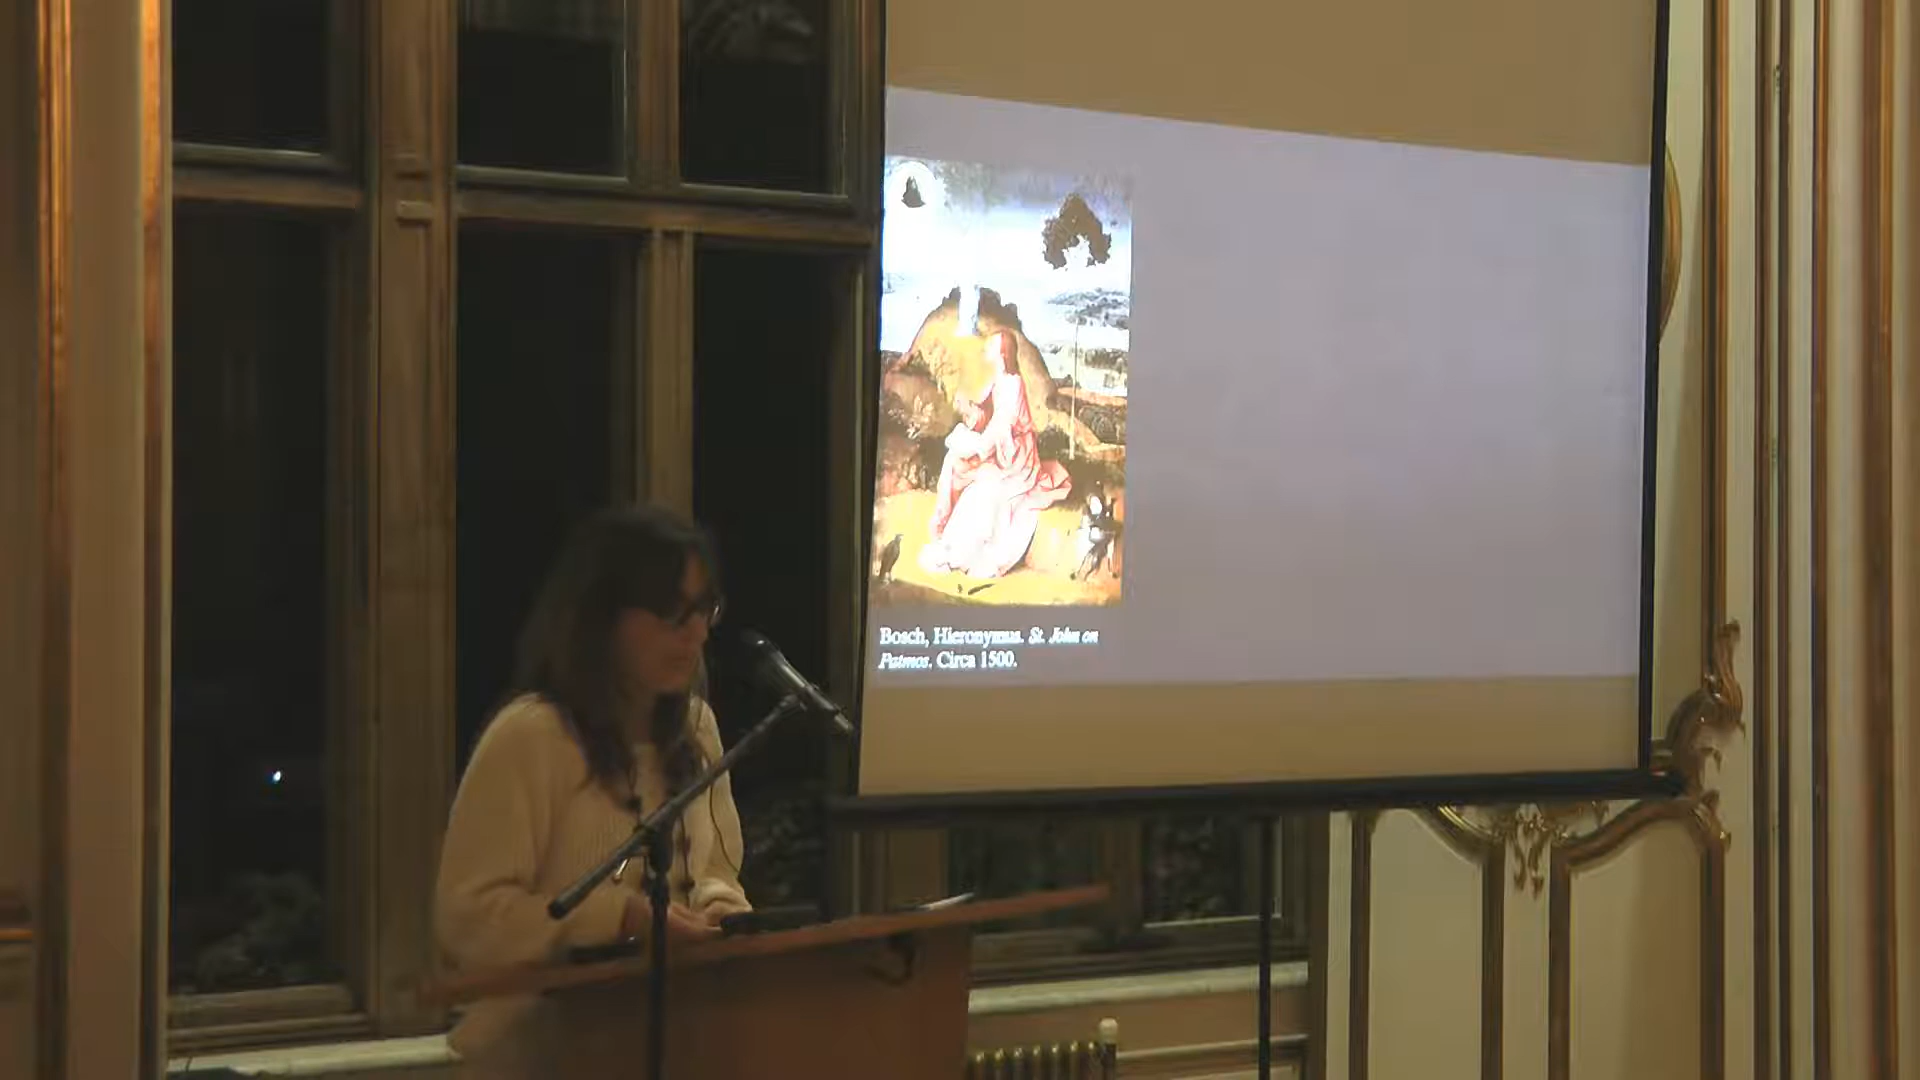 Bosch, Hieronymus. St. John on
Patmos. Circa 1500.